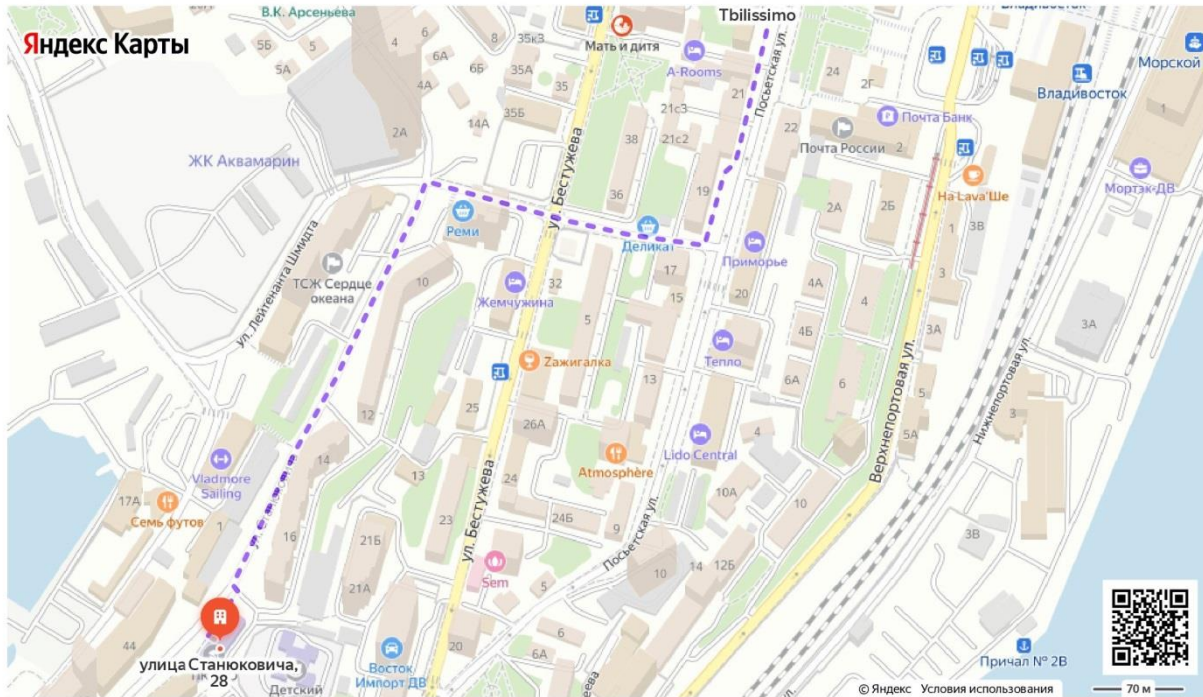 Яндекс Карты
В.К. Арсеньева
Tbilissimo
Мать и дитя
A-Rooms
Владивосток
Морской
Владивосток
ЖК Аквамарин
Почта Банк
Почта России
На Lava'Ше
Мортэк-ДВ
ул. Бестужева
Посьетская ул.
Реми
Деликат
Приморье
ул. Лейтенанта Шмидта
ТСЖ Сердце
океана
Жемчужина
Zажигалка
Тепло
Верхнепортовая ул.
Нижнепортовая ул.
Vladmore
Sailing
Семь футов
Atmosphère
Lido Central
ул. Бестужева
Посьетская ул.
Sem
улица Станюковича,
28
Детский
Восток
Импорт ДВ
Причал № 2В
© Яндекс Условия использования
70 м
5Б
5
5А
4
6
4А
2А
8
35к3
35А
35
35Б
14А
6Б
21с3
21с2
21
38
36
19
24
2Г
22
2
2А
2Б
3В
3
1
10
32
5
17
15
20
4А
4
4Б
3А
3А
12
25
26А
13
6А
6
5
5А
3
14
16
13
24
24Б
23
9
4
10А
10
17А
1
21Б
21А
5
10
14
12Б
3В
44
20